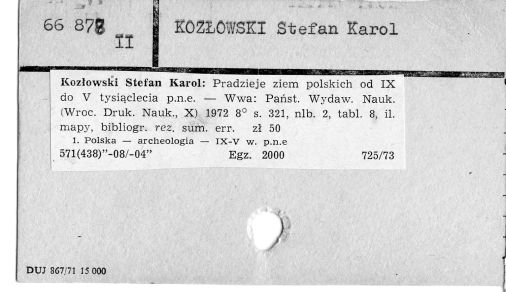 66 878 KOZŁOWSKI Stefan Karol
II
Kozłowski Stefan Karol: Pradzieje ziem polskich od IX
do V tysiąclecia p.n.e. — Wwa: Państ. Wydaw. Nauk.
(Wroc. Druk. Nauk., X) 1972 8° s. 321, nlb. 2, tabl. 8, il.
mapy, bibliogr. rez. sum. err. zł 50
1. Polska — archeologia — IX-V w. p.n.e
571(438)"-08/-04" Egz. 2000 725/73
DUJ 867/71 15 000